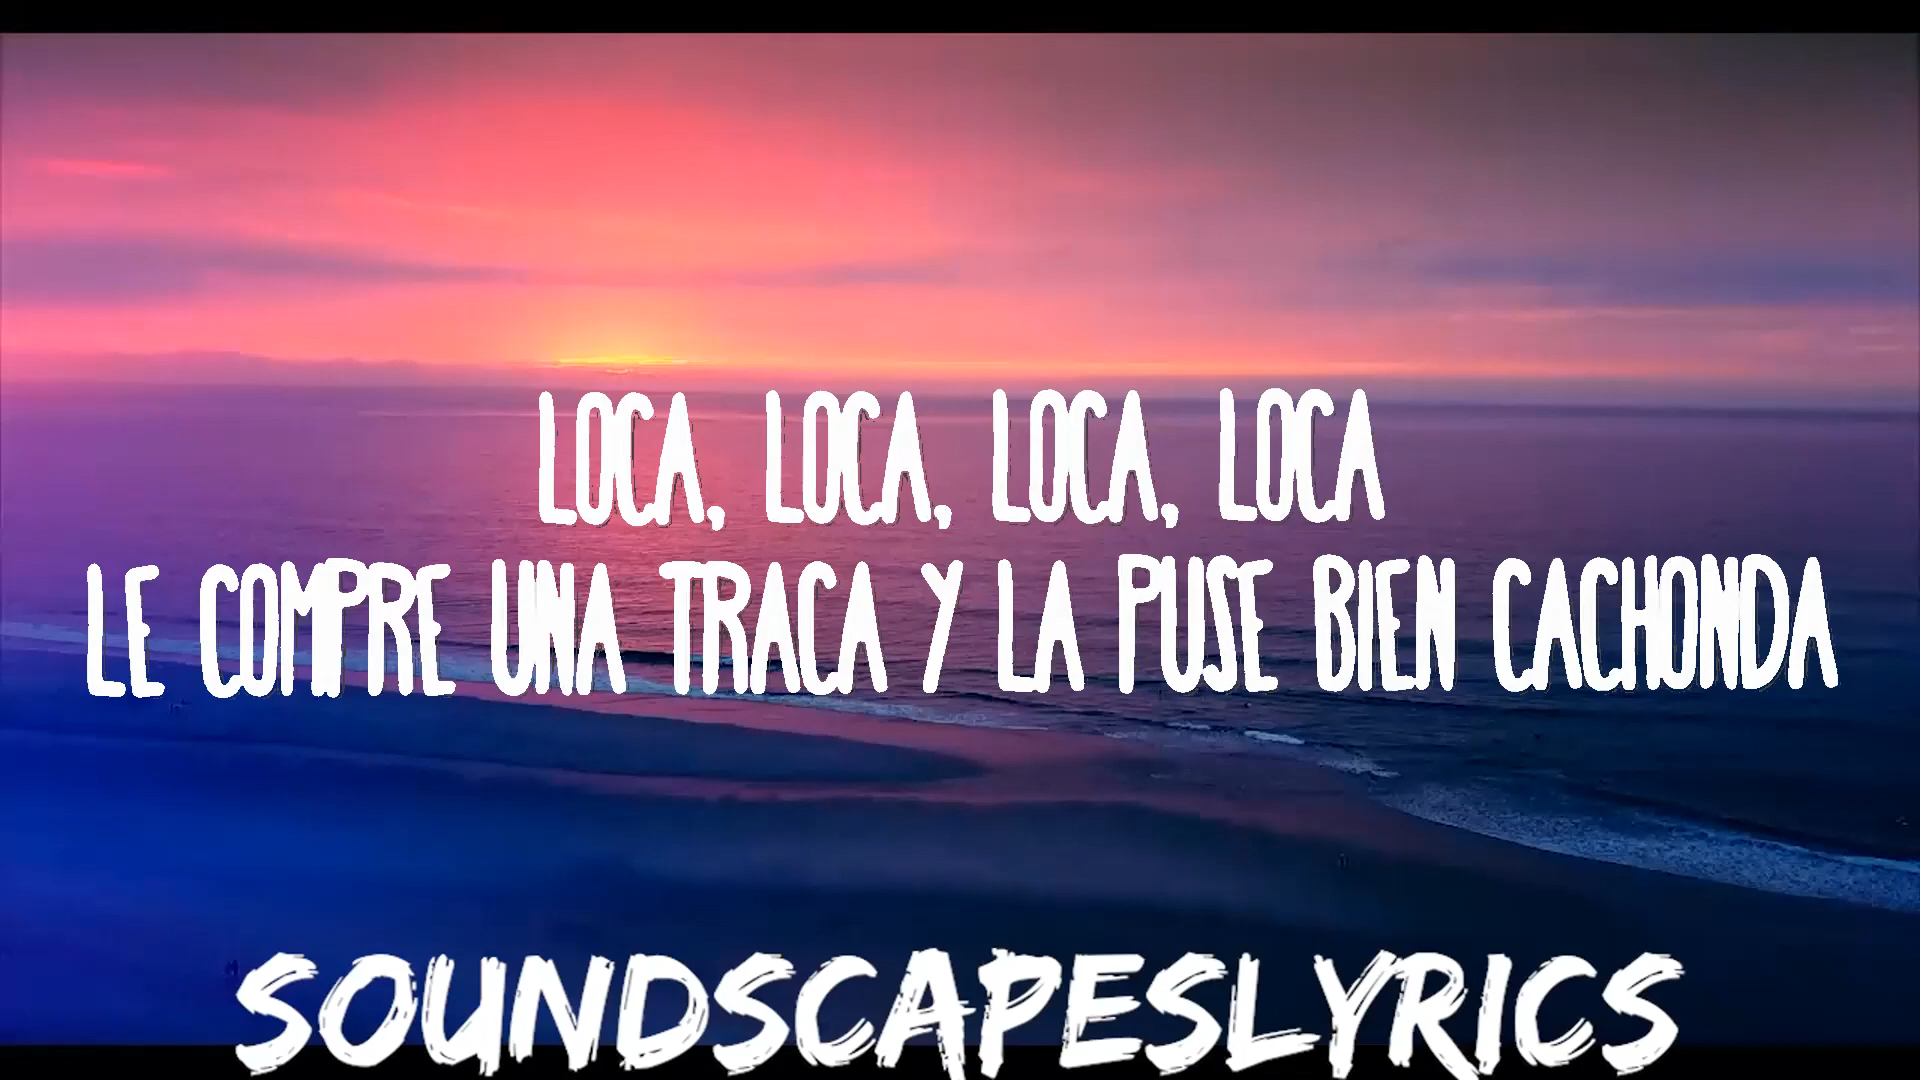 LOCA, LOCA, LOCA, LOCA
LE COMPRE UNA TRACA Y LA PUSE BIEN CACHONDA
SOUNDSCAPESLYRICS